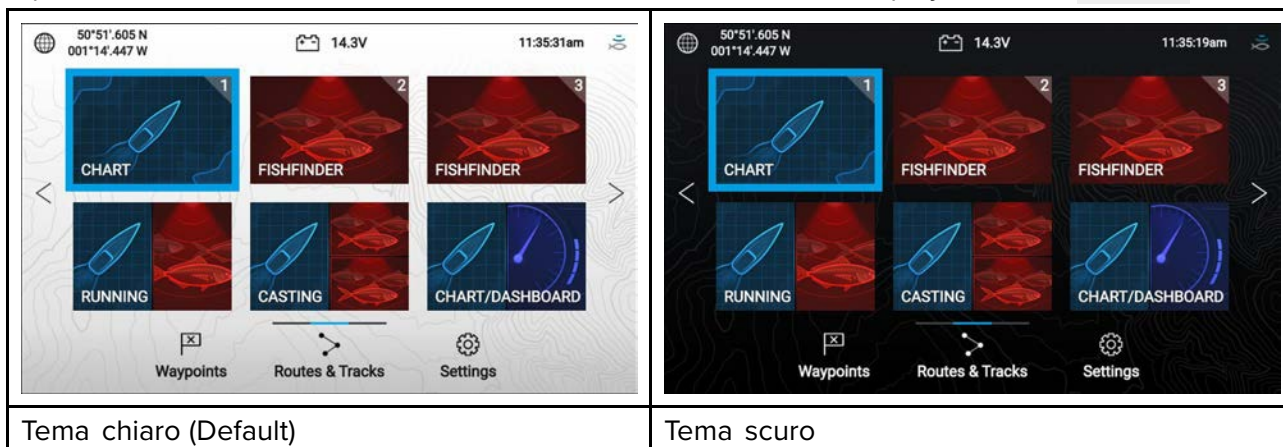 50°51'.605 N
001°14'.447 W
14.3V
11:35:31am
1
CHART
2
FISHFINDER
3
FISHFINDER
RUNNING
CASTING
CHART/DASHBOARD
Waypoints
Routes & Tracks
Settings
Tema chiaro (Default)
50°51'.605 N
001°14'.447 W
14.3V
11:35:19am
1
CHART
2
FISHFINDER
3
FISHFINDER
RUNNING
CASTING
CHART/DASHBOARD
Waypoints
Routes & Tracks
Settings
Tema scuro